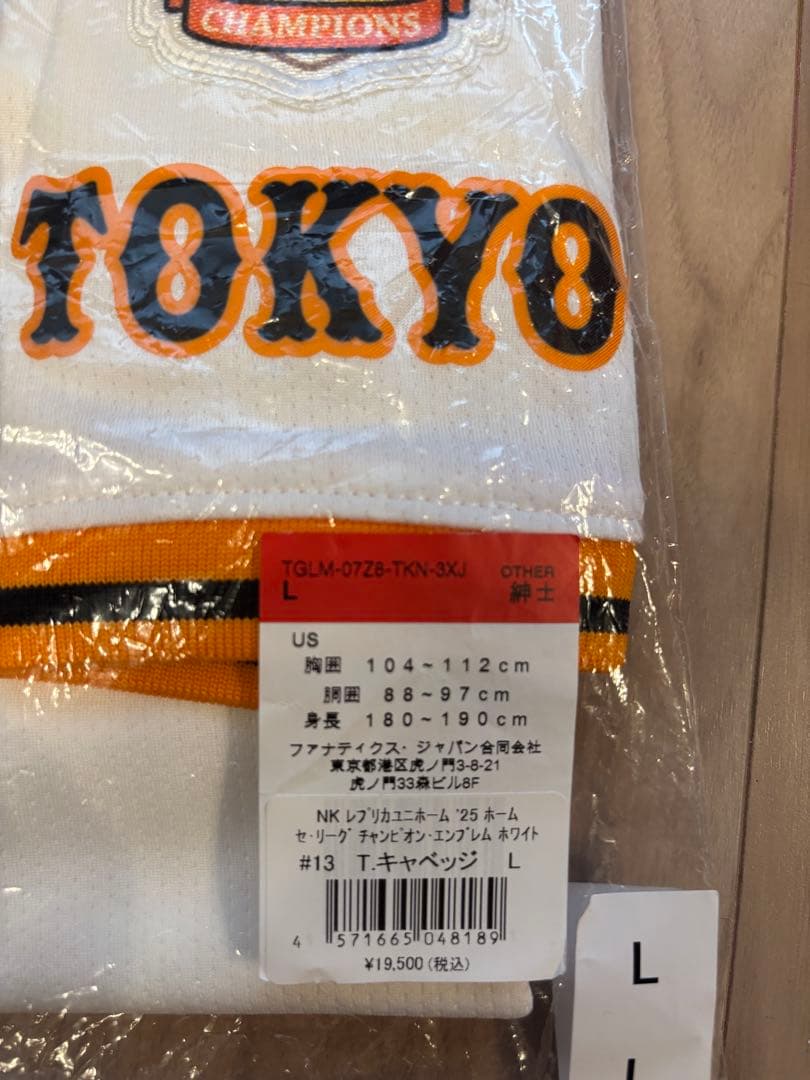 CHAMPIONS
TOKYO
TGLM-07Z8-TKN-3XJ OTHER
L 紳士
US
胸囲 104~112cm
胴囲 88~97cm
身長 180~190cm
ファナティクス・ジャパン合同会社
東京都港区虎ノ門3-8-21
虎ノ門33森ビル8F
NK レプリカユニホーム '25 ホーム
セ・リーグ チャンピオン・エンブレム ホワイト
#13 T.キャベッジ L
4 571665 048189
¥19,500(税込)
L
L